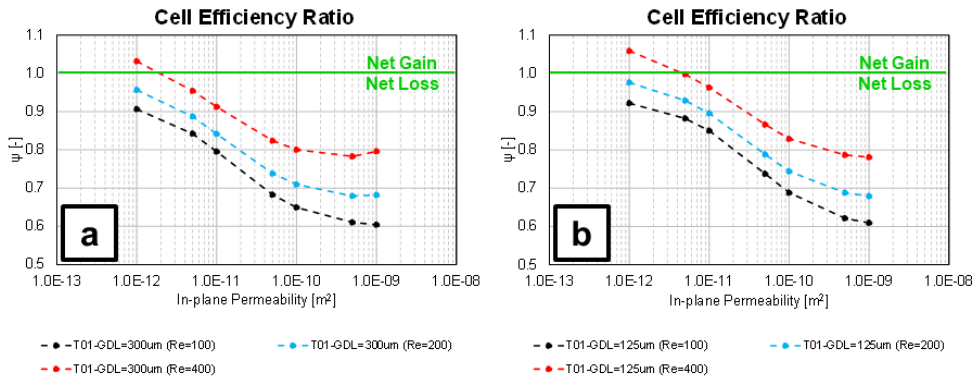 Cell Efficiency Ratio
1.1
1.0
0.9
0.8
0.7
0.6
0.5
ψ [-]
Net Gain
Net Loss
a
1.0E-13 1.0E-12 1.0E-11 1.0E-10 1.0E-09 1.0E-08
In-plane Permeability [m²]
T01-GDL=300um (Re=100) T01-GDL=300um (Re=200)
T01-GDL=300um (Re=400)
Cell Efficiency Ratio
1.1
1.0
0.9
0.8
0.7
0.6
0.5
ψ [-]
Net Gain
Net Loss
b
1.0E-13 1.0E-12 1.0E-11 1.0E-10 1.0E-09 1.0E-08
In-plane Permeability [m²]
T01-GDL=125um (Re=100) T01-GDL=125um (Re=200)
T01-GDL=125um (Re=400)